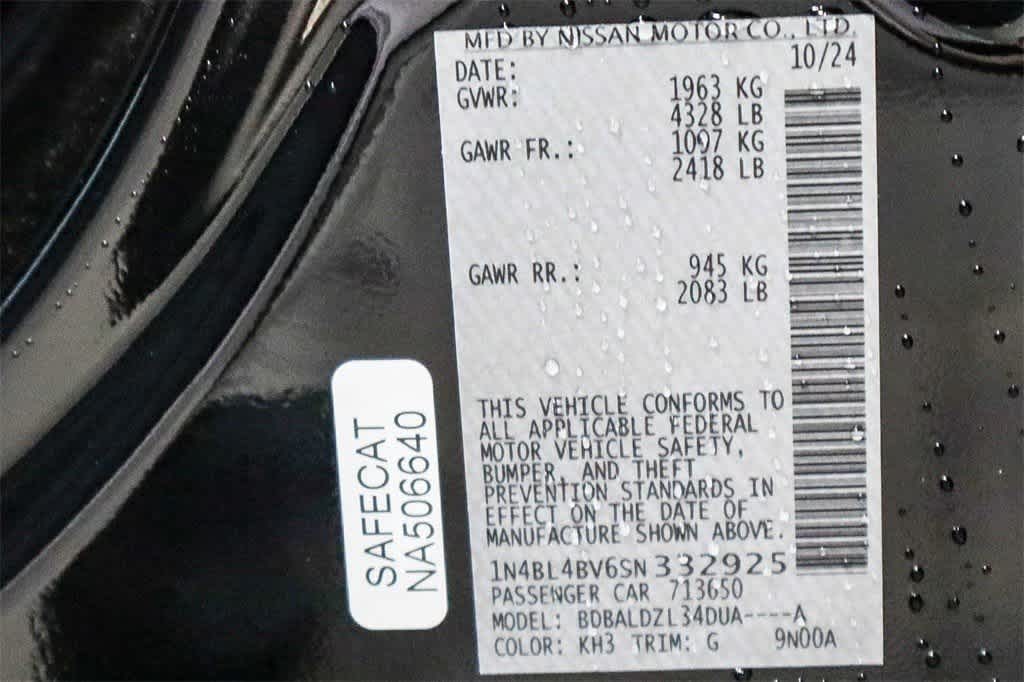 MFD BY NISSAN MOTOR CO., LTD.
DATE: 10/24
GVWR: 1963 KG
4328 LB
GAWR FR.: 1097 KG
2418 LB
GAWR RR.: 945 KG
2083 LB
THIS VEHICLE CONFORMS TO
ALL APPLICABLE FEDERAL
MOTOR VEHICLE SAFETY,
BUMPER, AND THEFT
PREVENTION STANDARDS IN
EFFECT ON THE DATE OF
MANUFACTURE SHOWN ABOVE.
1N4BL4BV6SN332925
PASSENGER CAR 713650
MODEL: BDBALDZL34DUA----A
COLOR: KH3 TRIM: G 9N00A
SAFECAT
NA506640